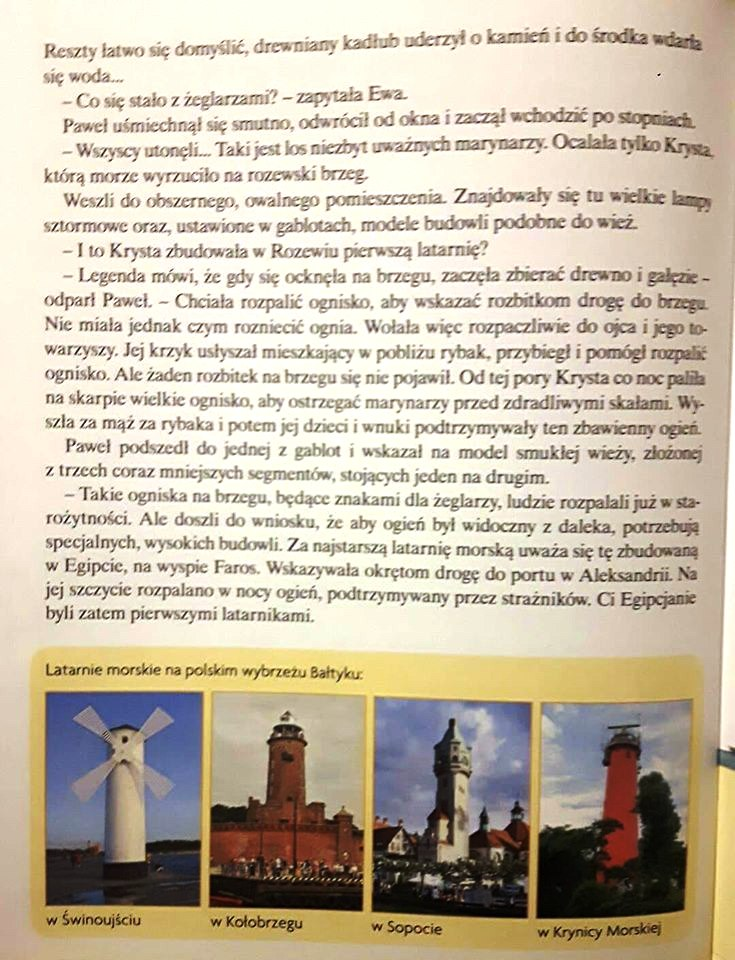 Reszty łatwo się domyślić, drewniany kadłub uderzył o kamień i do środka wdarła
się woda...
– Co się stało z żeglarzami? – zapytała Ewa.
Paweł uśmiechnął się smutno, odwrócił od okna i zaczął wchodzić po stopniach.
– Wszyscy utonęli... Taki jest los niezbyt uważnych marynarzy. Ocalała tylko Krysta,
którą morze wyrzuciło na rozewski brzeg.
Weszli do obszernego, owalnego pomieszczenia. Znajdowały się tu wielkie lampy
sztormowe oraz, ustawione w gablotach, modele budowli podobne do wież.
– I to Krysta zbudowała w Rozewiu pierwszą latarnię?
– Legenda mówi, że gdy się ocknęła na brzegu, zaczęła zbierać drewno i gałęzie –
odparł Paweł. – Chciała rozpalić ognisko, aby wskazać rozbitkom drogę do brzegu.
Nie miała jednak czym rozniecić ognia. Wołała więc rozpaczliwie do ojca i jego to-
warzyszy. Jej krzyk usłyszał mieszkający w pobliżu rybak, przybiegł i pomógł rozpalić
ognisko. Ale żaden rozbitek na brzegu się nie pojawił. Od tej pory Krysta co noc paliła
na skarpie wielkie ognisko, aby ostrzegać marynarzy przed zdradliwymi skałami. Wy-
szła za mąż za rybaka i potem jej dzieci i wnuki podtrzymywały ten zbawienny ogień.
Paweł podszedł do jednej z gablot i wskazał na model smukłej wieży, złożonej
z trzech coraz mniejszych segmentów, stojących jeden na drugim.
– Takie ogniska na brzegu, będące znakami dla żeglarzy, ludzie rozpalali już w sta-
rożytności. Ale doszli do wniosku, że aby ogień był widoczny z daleka, potrzebują
specjalnych, wysokich budowli. Za najstarszą latarnię morską uważa się tę zbudowaną
w Egipcie, na wyspie Faros. Wskazywała okrętom drogę do portu w Aleksandrii. Na
jej szczycie rozpalano w nocy ogień, podtrzymywany przez strażników. Ci Egipcjanie
byli zatem pierwszymi latarnikami.
Latarnie morskie na polskim wybrzeżu Bałtyku:
w Świnoujściu
w Kołobrzegu
w Sopocie
w Krynicy Morskiej